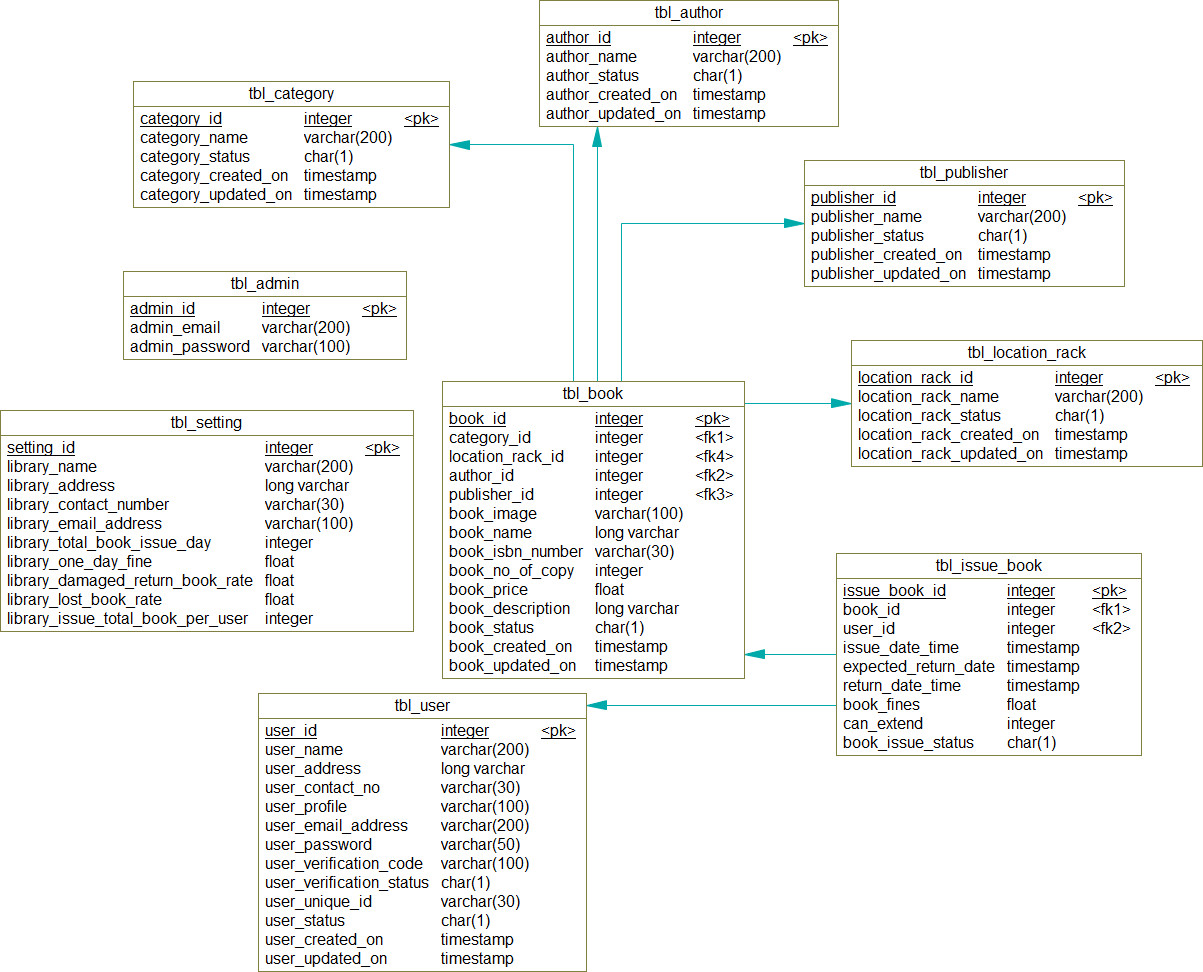 tbl_author
author_id integer <pk>
author_name varchar(200)
author_status char(1)
author_created_on timestamp
author_updated_on timestamp
tbl_category
category_id integer <pk>
category_name varchar(200)
category_status char(1)
category_created_on timestamp
category_updated_on timestamp
tbl_publisher
publisher_id integer <pk>
publisher_name varchar(200)
publisher_status char(1)
publisher_created_on timestamp
publisher_updated_on timestamp
tbl_admin
admin_id integer <pk>
admin_email varchar(200)
admin_password varchar(100)
tbl_location_rack
location_rack_id integer <pk>
location_rack_name varchar(200)
location_rack_status char(1)
location_rack_created_on timestamp
location_rack_updated_on timestamp
tbl_book
book_id integer <pk>
category_id integer <fk1>
location_rack_id integer <fk4>
author_id integer <fk2>
publisher_id integer <fk3>
book_image varchar(100)
book_name long varchar
book_isbn_number varchar(30)
book_no_of_copy integer
book_price float
book_description long varchar
book_status char(1)
book_created_on timestamp
book_updated_on timestamp
tbl_setting
setting_id integer <pk>
library_name varchar(200)
library_address long varchar
library_contact_number varchar(30)
library_email_address varchar(100)
library_total_book_issue_day integer
library_one_day_fine float
library_damaged_return_book_rate float
library_lost_book_rate float
library_issue_total_book_per_user integer
tbl_issue_book
issue_book_id integer <pk>
book_id integer <fk1>
user_id integer <fk2>
issue_date_time timestamp
expected_return_date timestamp
return_date_time timestamp
book_fines float
can_extend integer
book_issue_status char(1)
tbl_user
user_id integer <pk>
user_name varchar(200)
user_address long varchar
user_contact_no varchar(30)
user_profile varchar(100)
user_email_address varchar(200)
user_password varchar(50)
user_verification_code varchar(100)
user_verification_status char(1)
user_unique_id varchar(30)
user_status char(1)
user_created_on timestamp
user_updated_on timestamp